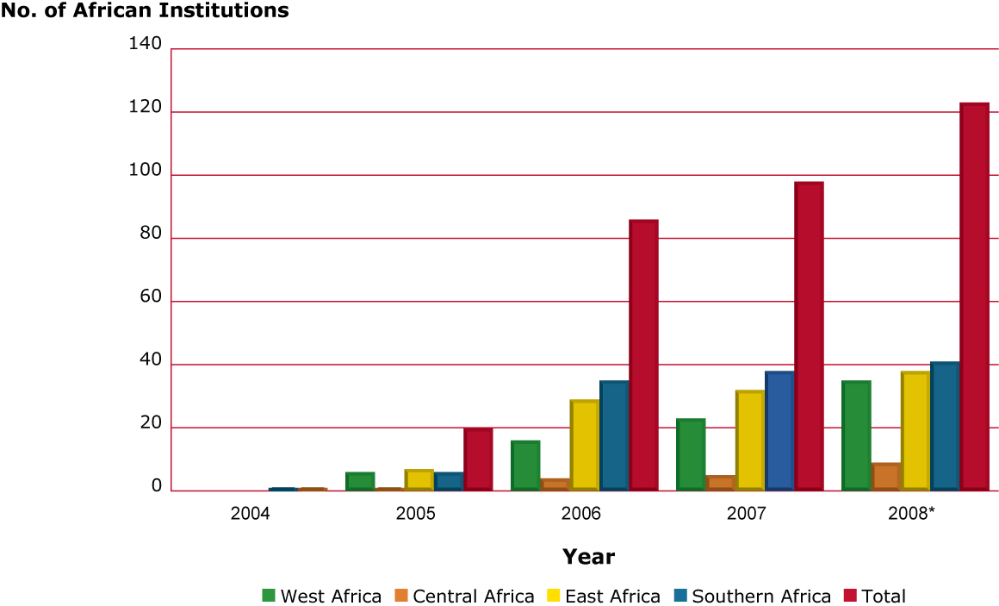 No. of African Institutions
140
120
100
80
60
40
20
0
2004 2005 2006 2007 2008*
Year
West Africa Central Africa East Africa Southern Africa Total